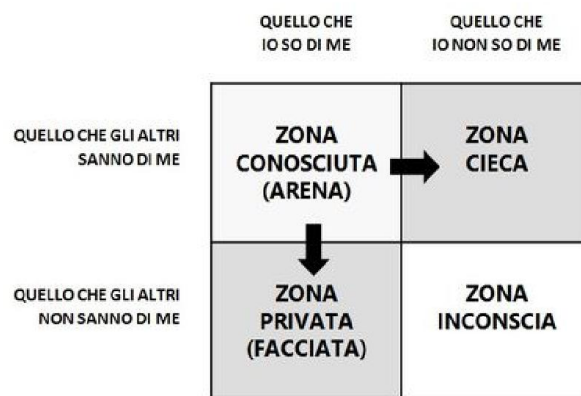 QUELLO CHE
IO SO DI ME
QUELLO CHE
IO NON SO DI ME
QUELLO CHE GLI ALTRI
SANNO DI ME
ZONA
CONOSCIUTA
(ARENA)
ZONA
CIECA
QUELLO CHE GLI ALTRI
NON SANNO DI ME
ZONA
PRIVATA
(FACCIATA)
ZONA
INCONSCIA